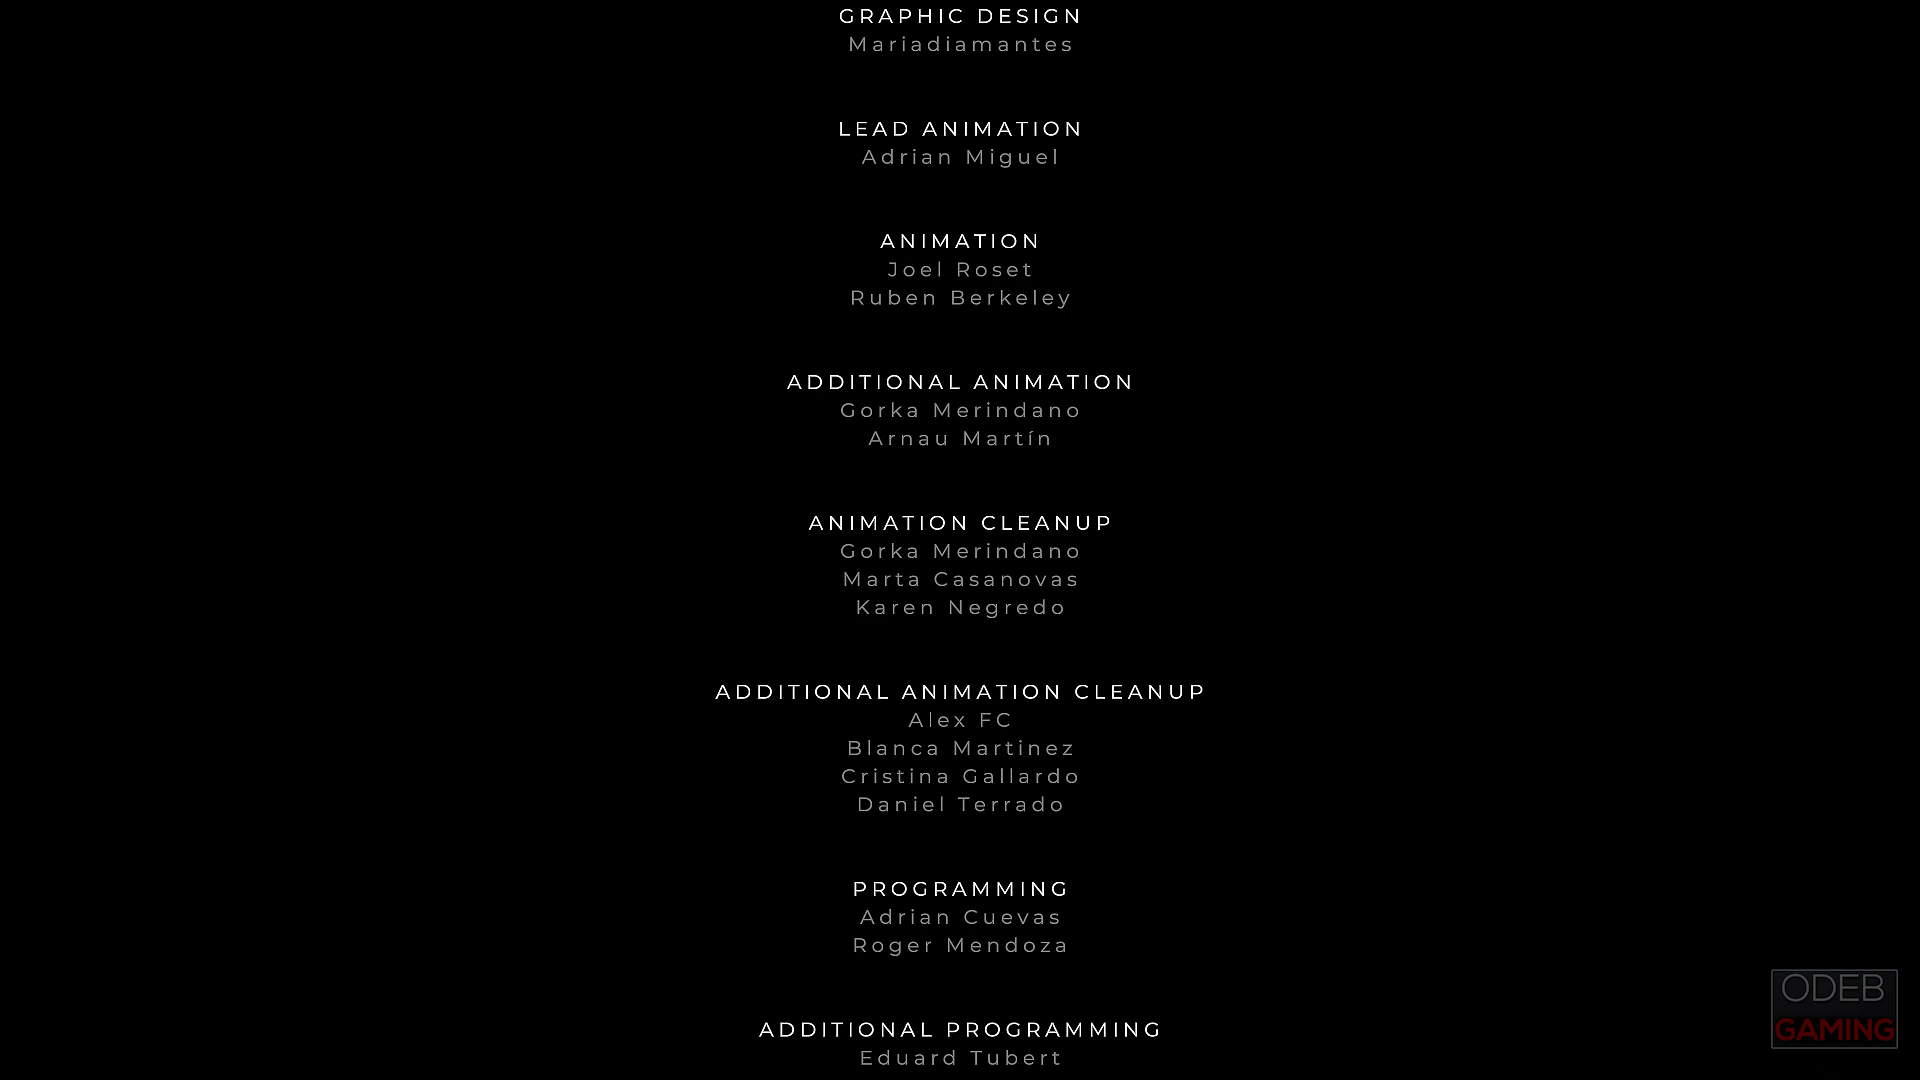 GRAPHIC DESIGN
Mariadiamantes
LEAD ANIMATION
Adrian Miguel
ANIMATION
Joel Roset
Ruben Berkeley
ADDITIONAL ANIMATION
Gorka Merindano
Arnau Martín
ANIMATION CLEANUP
Gorka Merindano
Marta Casanovas
Karen Negredo
ADDITIONAL ANIMATION CLEANUP
Alex FC
Blanca Martinez
Cristina Gallardo
Daniel Terrado
PROGRAMMING
Adrian Cuevas
Roger Mendoza
ADDITIONAL PROGRAMMING
Eduard Tubert
ODEB
GAMING